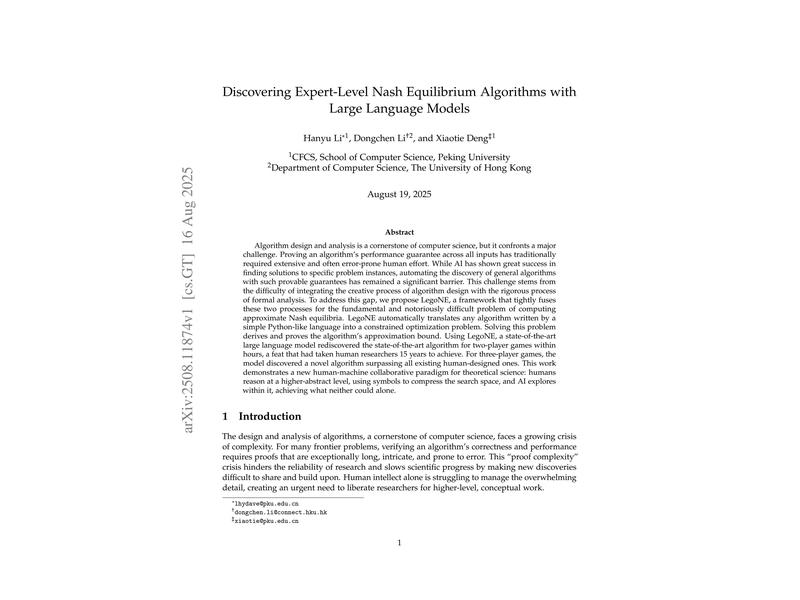 Discovering Expert-Level Nash Equilibrium Algorithms with
Large Language Models
Hanyu Li*1, Dongchen Li†2, and Xiaotie Deng‡1
1CFCS, School of Computer Science, Peking University
2Department of Computer Science, The University of Hong Kong
August 19, 2025
arXiv:2508.11874v1 [cs.GT] 16 Aug 2025
Abstract
Algorithm design and analysis is a cornerstone of computer science, but it confronts a major
challenge. Proving an algorithm's performance guarantee across all inputs has traditionally
required extensive and often error-prone human effort. While AI has shown great success in
finding solutions to specific problem instances, automating the discovery of general algorithms
with such provable guarantees has remained a significant barrier. This challenge stems from
the difficulty of integrating the creative process of algorithm design with the rigorous process
of formal analysis. To address this gap, we propose LegoNE, a framework that tightly fuses
these two processes for the fundamental and notoriously difficult problem of computing
approximate Nash equilibria. LegoNE automatically translates any algorithm written by a
simple Python-like language into a constrained optimization problem. Solving this problem
derives and proves the algorithm's approximation bound. Using LegoNE, a state-of-the-art
large language model rediscovered the state-of-the-art algorithm for two-player games within
hours, a feat that had taken human researchers 15 years to achieve. For three-player games,
the model discovered a novel algorithm surpassing all existing human-designed ones. This work
demonstrates a new human-machine collaborative paradigm for theoretical science: humans
reason at a higher-abstract level, using symbols to compress the search space, and AI explores
within it, achieving what neither could alone.
1 Introduction
The design and analysis of algorithms, a cornerstone of computer science, faces a growing crisis
of complexity. For many frontier problems, verifying an algorithm's correctness and performance
requires proofs that are exceptionally long, intricate, and prone to error. This "proof complexity"
crisis hinders the reliability of research and slows scientific progress by making new discoveries
difficult to share and build upon. Human intellect alone is struggling to manage the overwhelming
detail, creating an urgent need to liberate researchers for higher-level, conceptual work.
*lhydave@pku.edu.cn
†dongchen.li@connect.hku.hk
‡xiaotie@pku.edu.cn
1